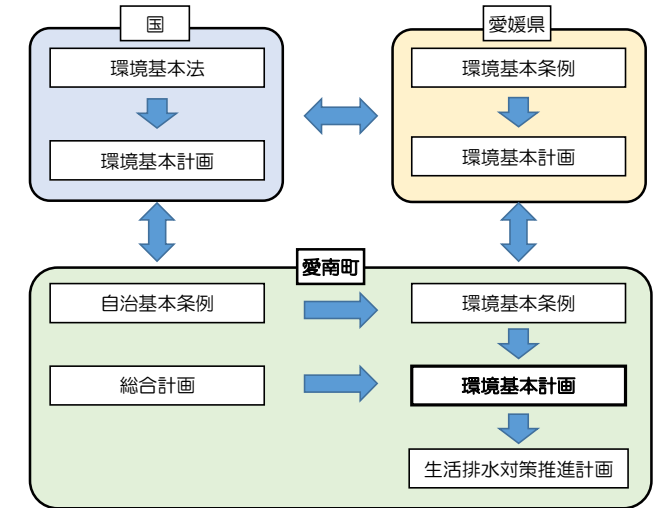 国
環境基本法
環境基本計画
愛媛県
環境基本条例
環境基本計画
愛南町
自治基本条例
環境基本条例
総合計画
環境基本計画
生活排水対策推進計画